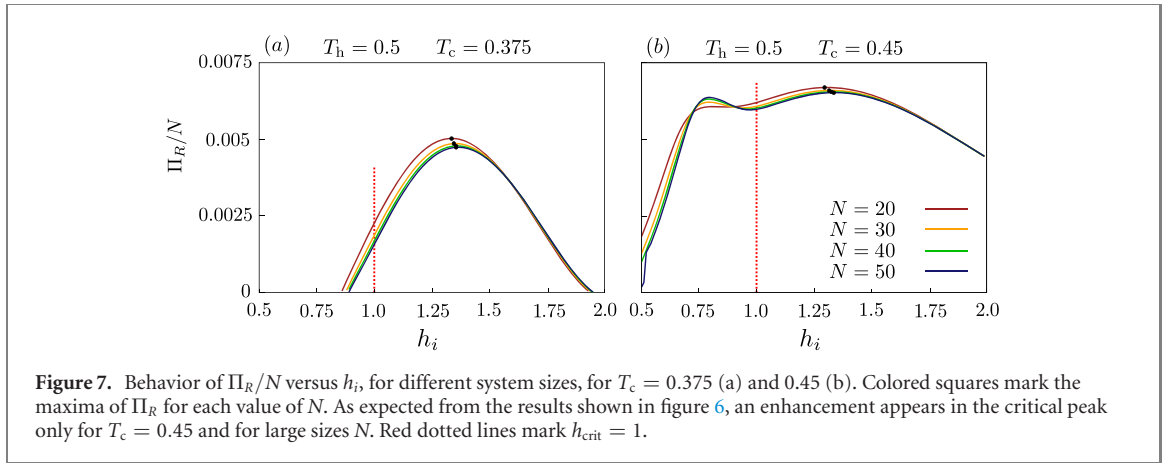 (a) T_h = 0.5 T_c = 0.375
(b) T_h = 0.5 T_c = 0.45
0.0075
0.005
0.0025
0
Π_R/N
N = 20
N = 30
N = 40
N = 50
0.5 0.75 1.0 1.25 1.5 1.75 2.0
0.5 0.75 1.0 1.25 1.5 1.75 2.0
h_i
h_i
Figure 7. Behavior of Π_R/N versus h_i, for different system sizes, for T_c = 0.375 (a) and 0.45 (b). Colored squares mark the
maxima of Π_R for each value of N. As expected from the results shown in figure 6, an enhancement appears in the critical peak
only for T_c = 0.45 and for large sizes N. Red dotted lines mark h_crit = 1.